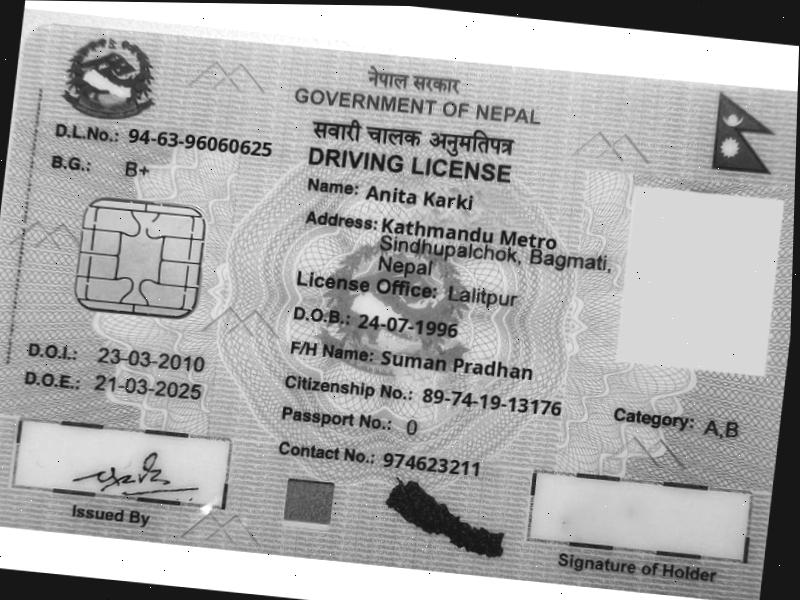 नेपाल सरकार
GOVERNMENT OF NEPAL
सवारी चालक अनुमतिपत्र
DRIVING LICENSE
D.L.No.: 94-63-96060625
B.G.: B+
Name: Anita Karki
Address: Kathmandu Metro
Sindhupalchok, Bagmati,
Nepal
License Office: Lalitpur
D.O.B.: 24-07-1996
F/H Name: Suman Pradhan
D.O.I.: 23-03-2010
D.O.E.: 21-03-2025
Citizenship No.: 89-74-19-13176
Category: A,B
Passport No.: 0
Contact No.: 974623211
Issued By
Signature of Holder